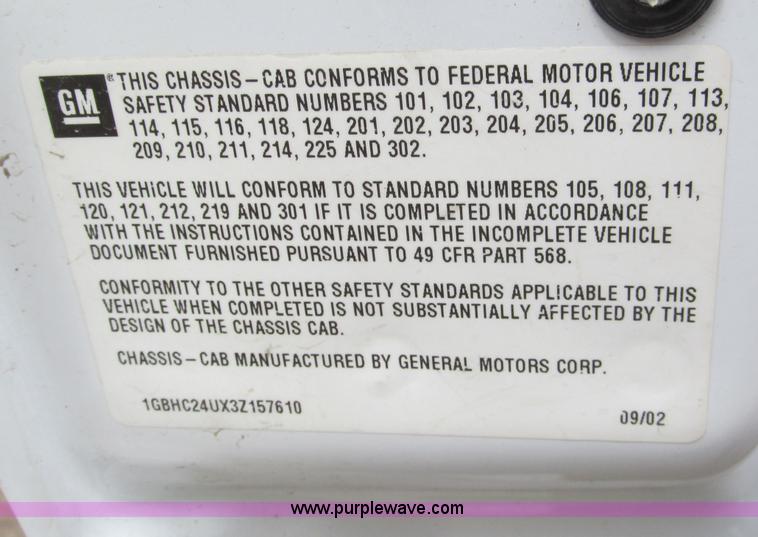 GM
® THIS CHASSIS-CAB CONFORMS TO FEDERAL MOTOR VEHICLE
SAFETY STANDARD NUMBERS 101, 102, 103, 104, 106, 107, 113,
114, 115, 116, 118, 124, 201, 202, 203, 204, 205, 206, 207, 208,
209, 210, 211, 214, 225 AND 302.
THIS VEHICLE WILL CONFORM TO STANDARD NUMBERS 105, 108, 111,
120, 121, 212, 219 AND 301 IF IT IS COMPLETED IN ACCORDANCE
WITH THE INSTRUCTIONS CONTAINED IN THE INCOMPLETE VEHICLE
DOCUMENT FURNISHED PURSUANT TO 49 CFR PART 568.
CONFORMITY TO THE OTHER SAFETY STANDARDS APPLICABLE TO THIS
VEHICLE WHEN COMPLETED IS NOT SUBSTANTIALLY AFFECTED BY THE
DESIGN OF THE CHASSIS CAB.
CHASSIS-CAB MANUFACTURED BY GENERAL MOTORS CORP.
1GBHC24UX3Z157610 09/02
www.purplewave.com